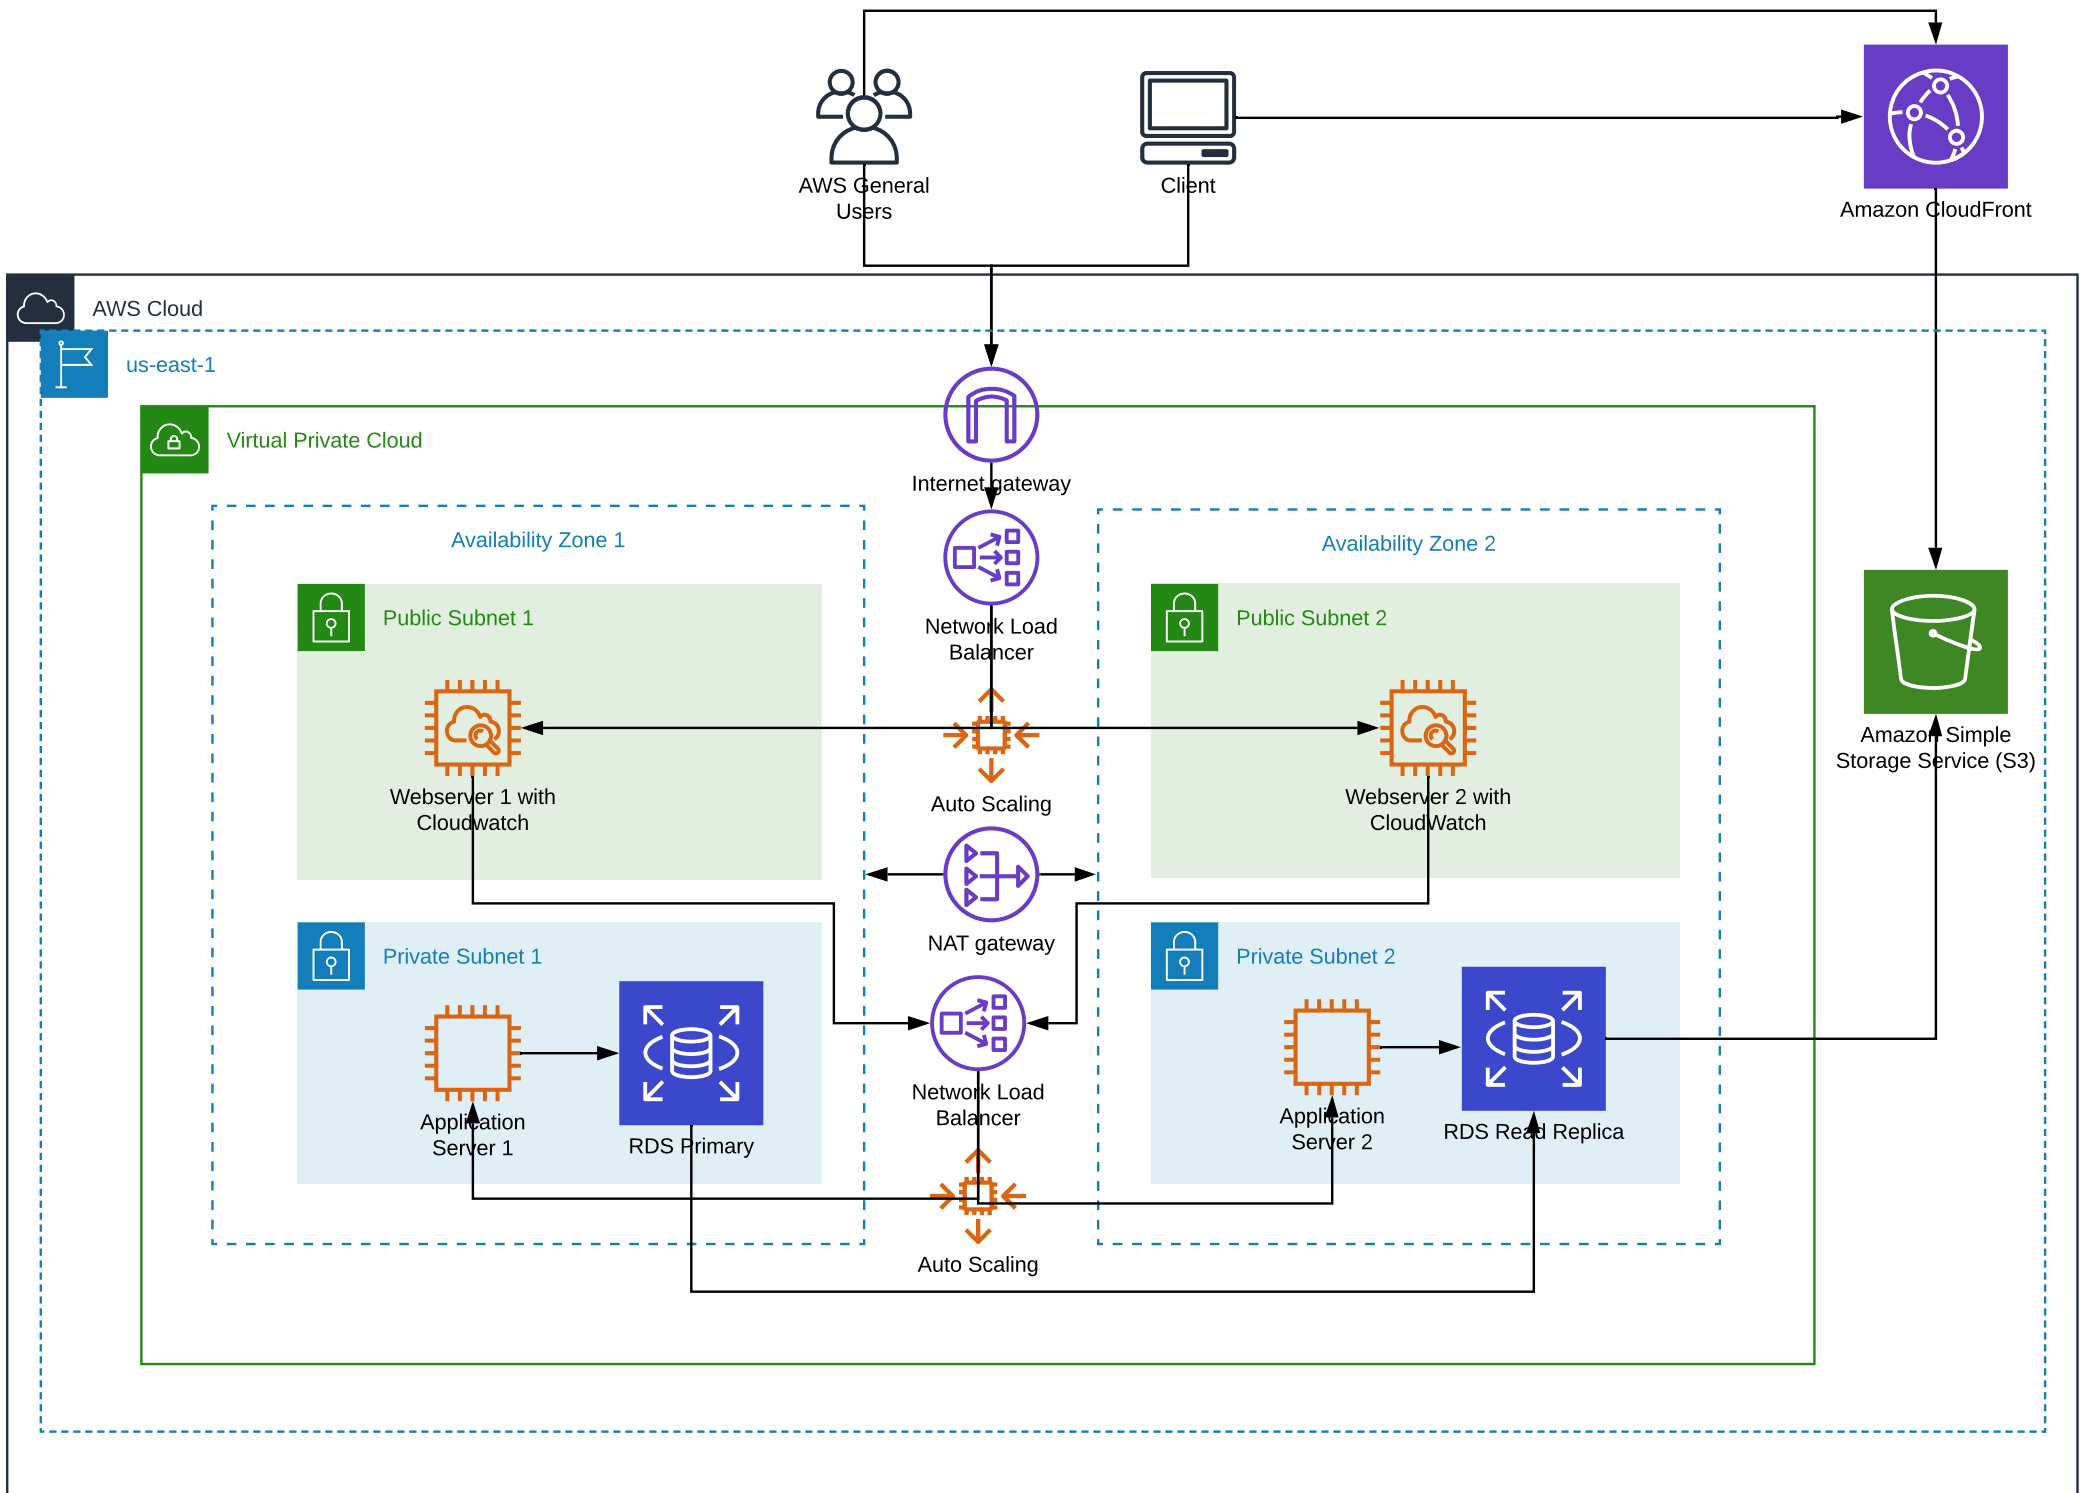 AWS General
Users
Client
Amazon CloudFront
AWS Cloud
us-east-1
Virtual Private Cloud
Internet gateway
Availability Zone 1
Availability Zone 2
Public Subnet 1
Network Load
Balancer
Public Subnet 2
Amazon Simple
Storage Service (S3)
Webserver 1 with
Cloudwatch
Auto Scaling
Webserver 2 with
CloudWatch
NAT gateway
Private Subnet 1
Private Subnet 2
Network Load
Balancer
Application
Server 1
RDS Primary
Application
Server 2
RDS Read Replica
Auto Scaling